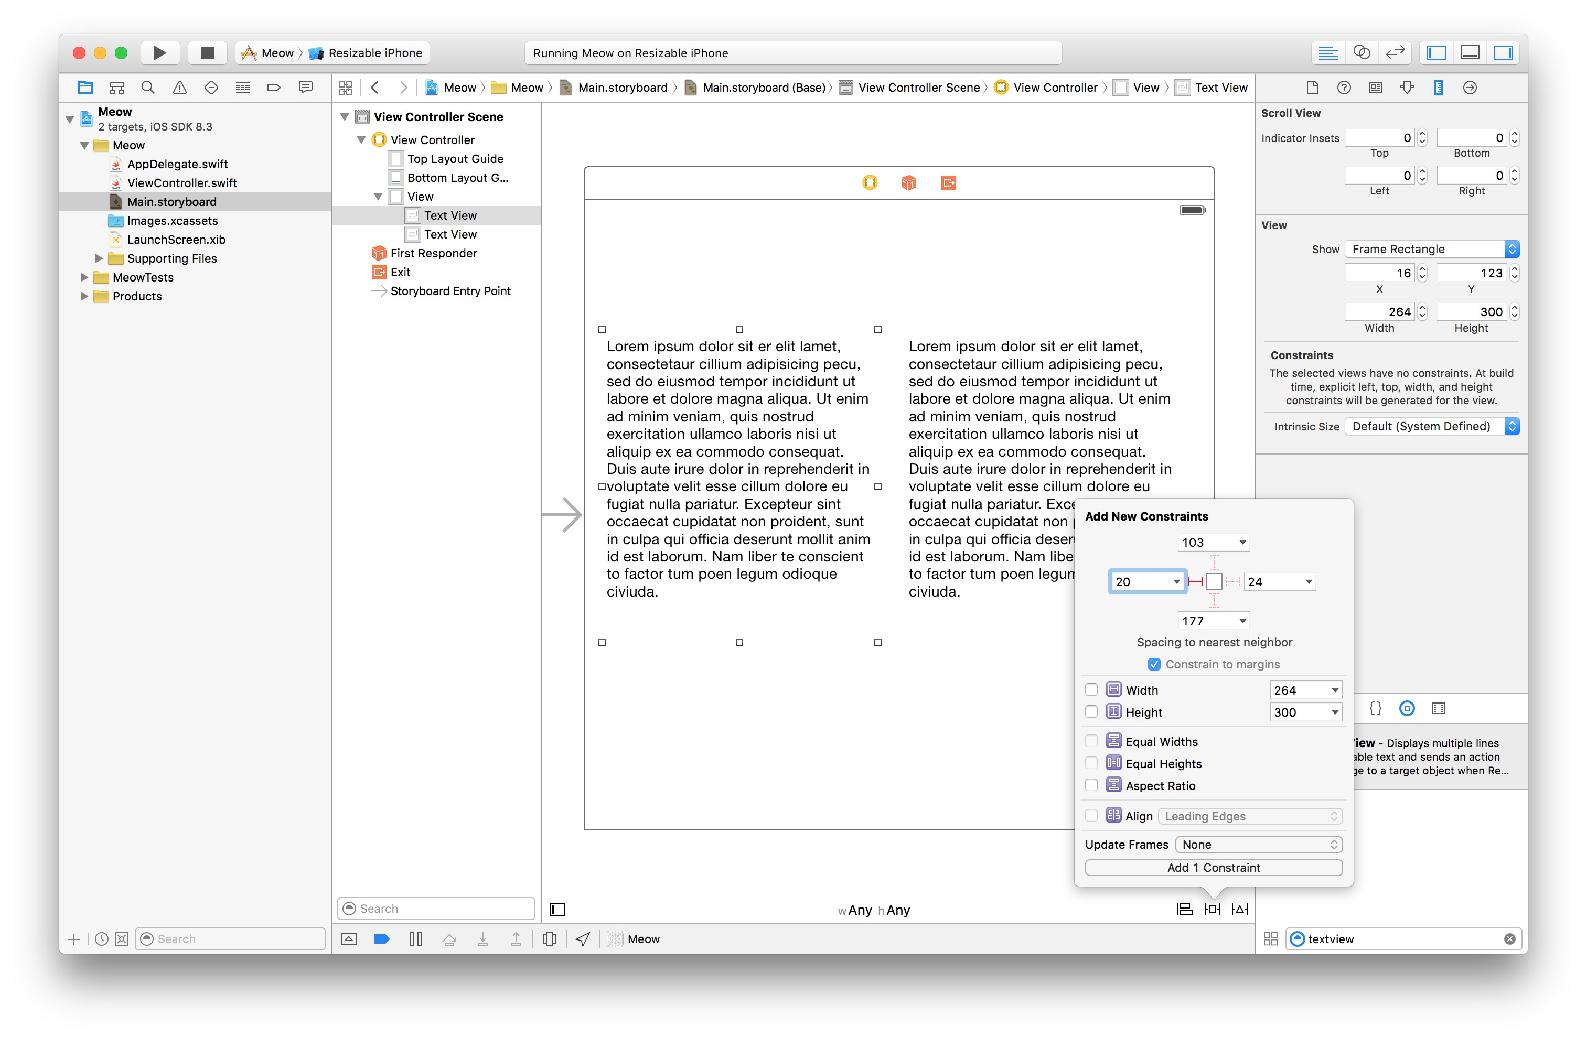 Meow
Resizable iPhone
Running Meow on Resizable iPhone
Meow
Meow
Main.storyboard
Main.storyboard (Base)
View Controller Scene
View Controller
View
Text View
Meow
2 targets, iOS SDK 8.3
Meow
AppDelegate.swift
ViewController.swift
Main.storyboard
Images.xcassets
LaunchScreen.xib
Supporting Files
MeowTests
Products
View Controller Scene
View Controller
Top Layout Guide
Bottom Layout G...
View
Text View
Text View
First Responder
Exit
Storyboard Entry Point
Lorem ipsum dolor sit er elit lamet,
consectetaur cillium adipisicing pecu,
sed do eiusmod tempor incididunt ut
labore et dolore magna aliqua. Ut enim
ad minim veniam, quis nostrud
exercitation ullamco laboris nisi ut
aliquip ex ea commodo consequat.
Duis aute irure dolor in reprehenderit in
voluptate velit esse cillum dolore eu
fugiat nulla pariatur. Excepteur sint
occaecat cupidatat non proident, sunt
in culpa qui officia deserunt mollit anim
id est laborum. Nam liber te conscient
to factor tum poen legum odioque
civiuda.
Lorem ipsum dolor sit er elit lamet,
consectetaur cillium adipisicing pecu,
sed do eiusmod tempor incididunt ut
labore et dolore magna aliqua. Ut enim
ad minim veniam, quis nostrud
exercitation ullamco laboris nisi ut
aliquip ex ea commodo consequat.
Duis aute irure dolor in reprehenderit in
voluptate velit esse cillum dolore eu
fugiat nulla pariatur. Exce
occaecat cupidatat non p
in culpa qui officia deseru
id est laborum. Nam liber
to factor tum poen legum
civiuda.
Scroll View
Indicator Insets 0 0
Top Bottom
0 0
Left Right
View
Show Frame Rectangle
16 123
X Y
264 300
Width Height
Constraints
The selected views have no constraints. At build
time, explicit left, top, width, and height
constraints will be generated for the view.
Intrinsic Size Default (System Defined)
Add New Constraints
103
20 24
177
Spacing to nearest neighbor
Constrain to margins
Width 264
Height 300
Equal Widths
Equal Heights
Aspect Ratio
Align Leading Edges
Update Frames None
Add 1 Constraint
{}
iew - Displays multiple lines
able text and sends an action
ge to a target object when Re...
Search
wAny hAny
Search
Meow
textview